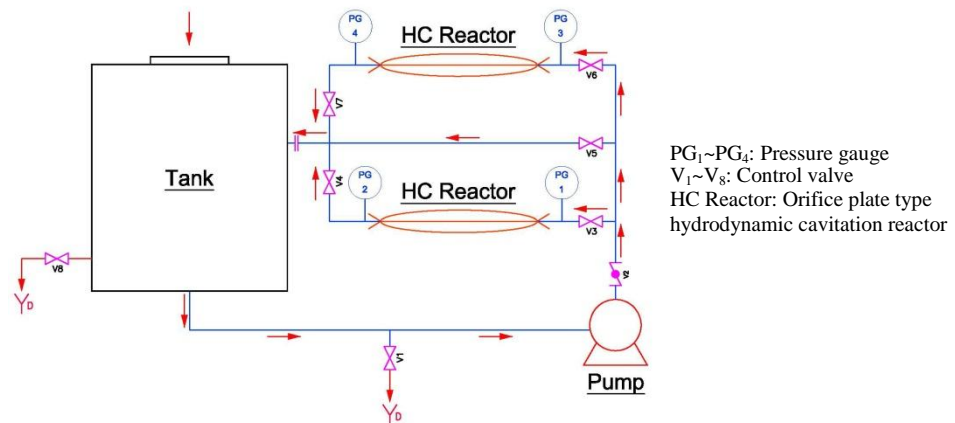 PG
4
HC Reactor
PG
3
V6
V7
V5
Tank
V4
PG
2
HC Reactor
PG
1
V3
V8
V2
D
V1
Pump
D
PG₁~PG₄: Pressure gauge
V₁~V₈: Control valve
HC Reactor: Orifice plate type
hydrodynamic cavitation reactor